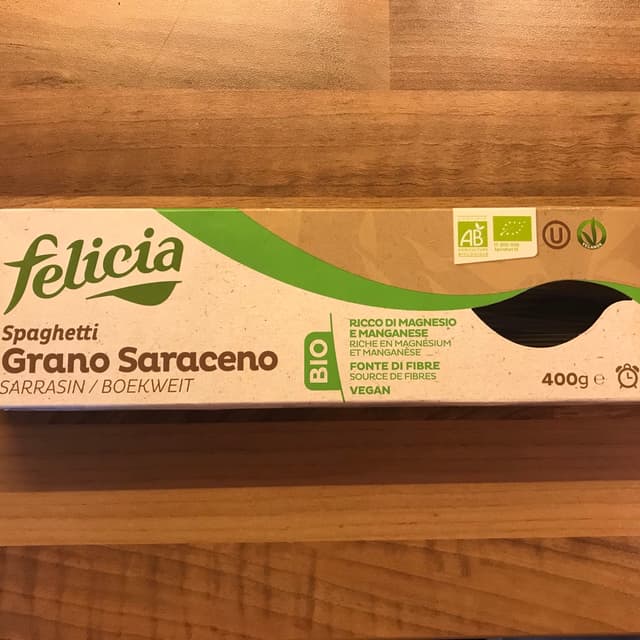 felicia
Spaghetti
Grano Saraceno
SARRASIN / BOEKWEIT
BIO
RICCO DI MAGNESIO
E MANGANESE
RICHE EN MAGNÉSIUM
ET MANGANÈSE
FONTE DI FIBRE
SOURCE DE FIBRES
VEGAN
AB
U
400g e